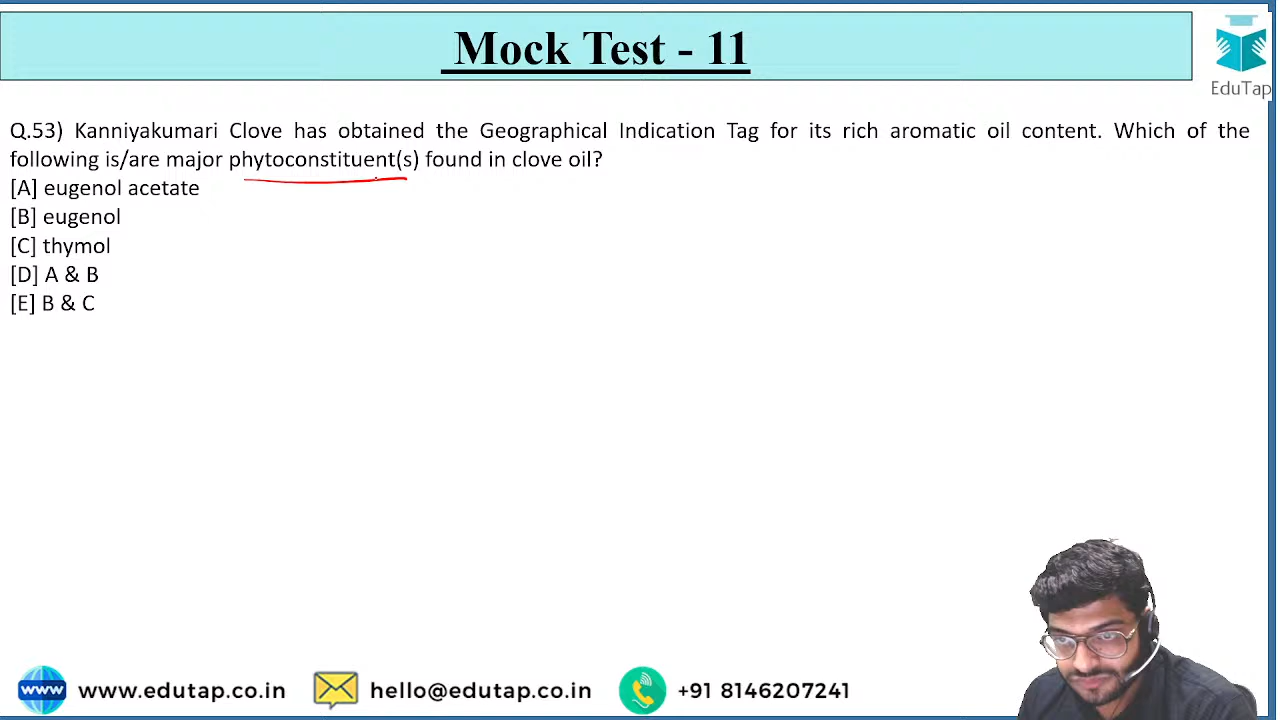 Mock Test - 11
EduTap
Q.53) Kanniyakumari Clove has obtained the Geographical Indication Tag for its rich aromatic oil content. Which of the
following is/are major phytoconstituent(s) found in clove oil?
[A] eugenol acetate
[B] eugenol
[C] thymol
[D] A & B
[E] B & C
www www.edutap.co.in hello@edutap.co.in +91 8146207241